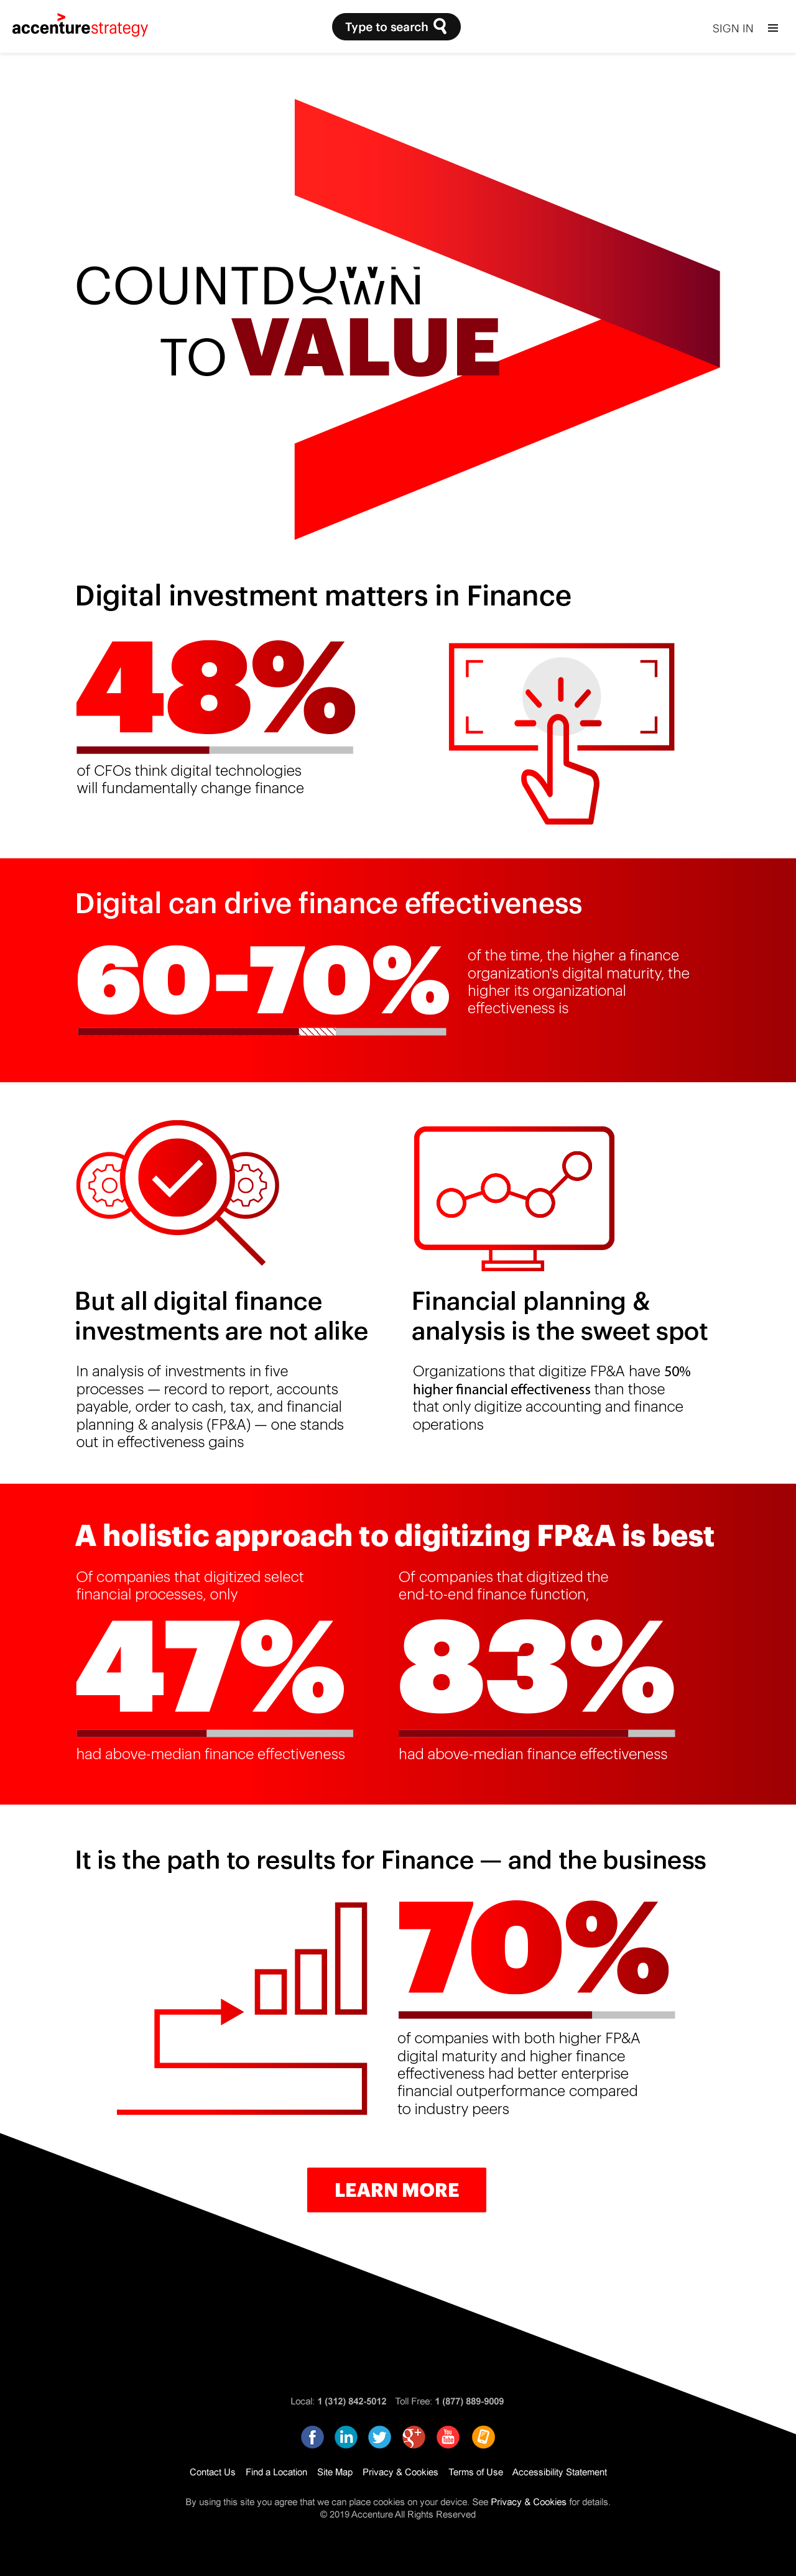 accenturestrategy
Type to search
SIGN IN
COUNTDOWN
TO VALUE
Digital investment matters in Finance
48%
of CFOs think digital technologies
will fundamentally change finance
Digital can drive finance effectiveness
60-70%
of the time, the higher a finance
organization's digital maturity, the
higher its organizational
effectiveness is
But all digital finance
investments are not alike
In analysis of investments in five
processes — record to report, accounts
payable, order to cash, tax, and financial
planning & analysis (FP&A) — one stands
out in effectiveness gains
Financial planning &
analysis is the sweet spot
Organizations that digitize FP&A have 50%
higher financial effectiveness than those
that only digitize accounting and finance
operations
A holistic approach to digitizing FP&A is best
Of companies that digitized select
financial processes, only
47%
had above-median finance effectiveness
Of companies that digitized the
end-to-end finance function,
83%
had above-median finance effectiveness
It is the path to results for Finance — and the business
70%
of companies with both higher FP&A
digital maturity and higher finance
effectiveness had better enterprise
financial outperformance compared
to industry peers
LEARN MORE
Local: 1 (312) 842-5012 Toll Free: 1 (877) 889-9009
f in g+ You Tube
Contact Us Find a Location Site Map Privacy & Cookies Terms of Use Accessibility Statement
By using this site you agree that we can place cookies on your device. See Privacy & Cookies for details.
© 2019 Accenture All Rights Reserved